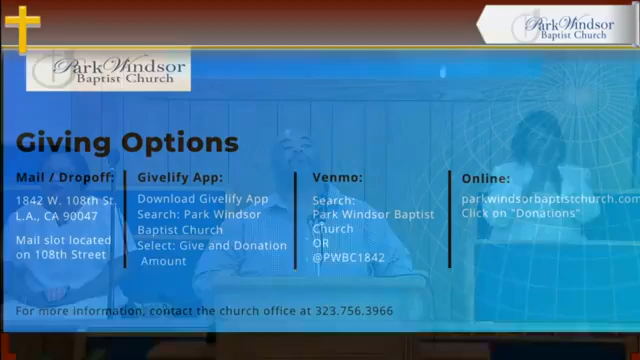 Park Windsor
Baptist Church
Park Windsor
Baptist Church
Giving Options
Mail / Dropoff:
1842 W. 108th St.
L.A., CA 90047
Mail slot located
on 108th Street
Givelify App:
Download Givelify App
Search: Park Windsor
Baptist Church
Select: Give and Donation
Amount
Venmo:
Search:
Park Windsor Baptist
Church
OR
@PWBC1842
Online:
parkwindsorbaptistchurch.com
Click on "Donations"
For more information, contact the church office at 323.756.3966